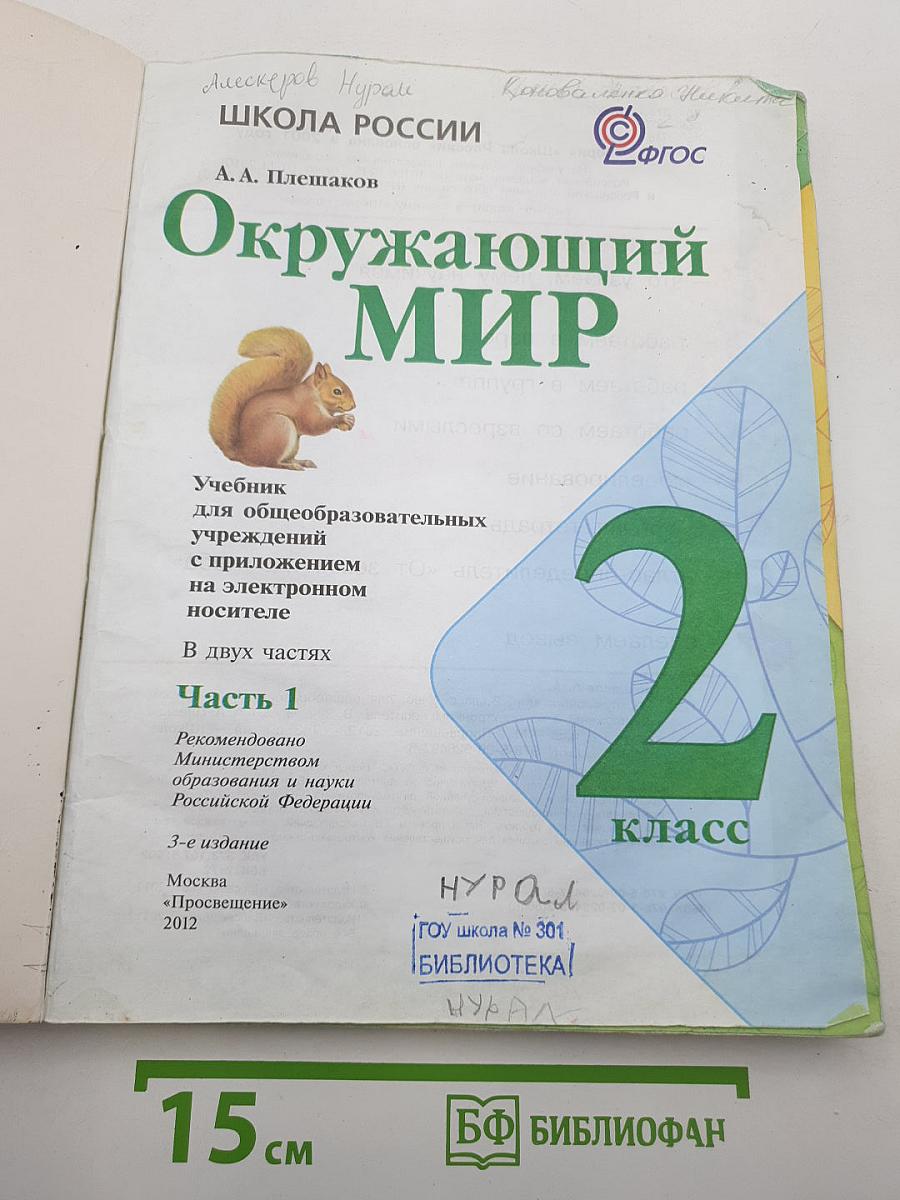 Алескеров Нурал Коноваленко Никита
ШКОЛА РОССИИ
ФГОС
А. А. Плешаков
Окружающий
МИР
Учебник
для общеобразовательных
учреждений
с приложением
на электронном
носителе
В двух частях
Часть 1
Рекомендовано
Министерством
образования и науки
Российской Федерации
3-е издание
Москва
«Просвещение»
2012
2
класс
НУРАЛ
ГОУ школа № 301
БИБЛИОТЕКА
НУРАЛ
15 см
БФ БИБЛИОФАН